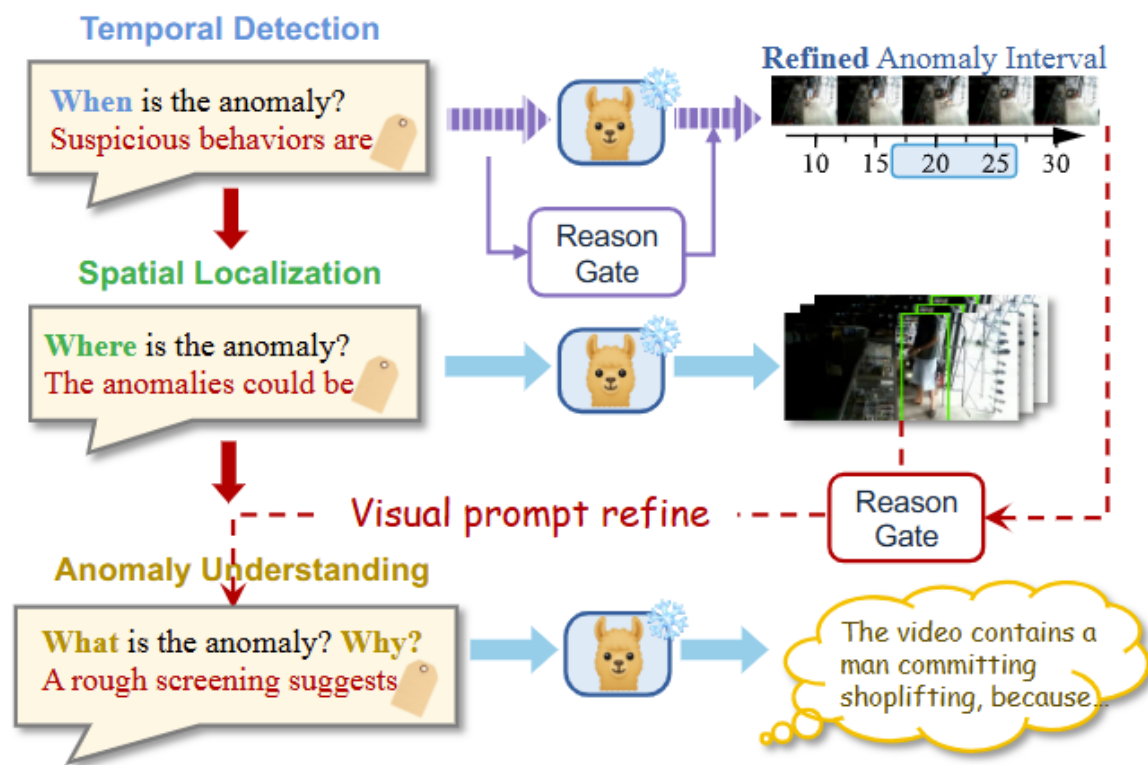 Temporal Detection
When is the anomaly?
Suspicious behaviors are
Refined Anomaly Interval
10 15 20 25 30
Reason
Gate
Spatial Localization
Where is the anomaly?
The anomalies could be
Visual prompt refine
Reason
Gate
Anomaly Understanding
What is the anomaly? Why?
A rough screening suggests
The video contains a
man committing
shoplifting, because...